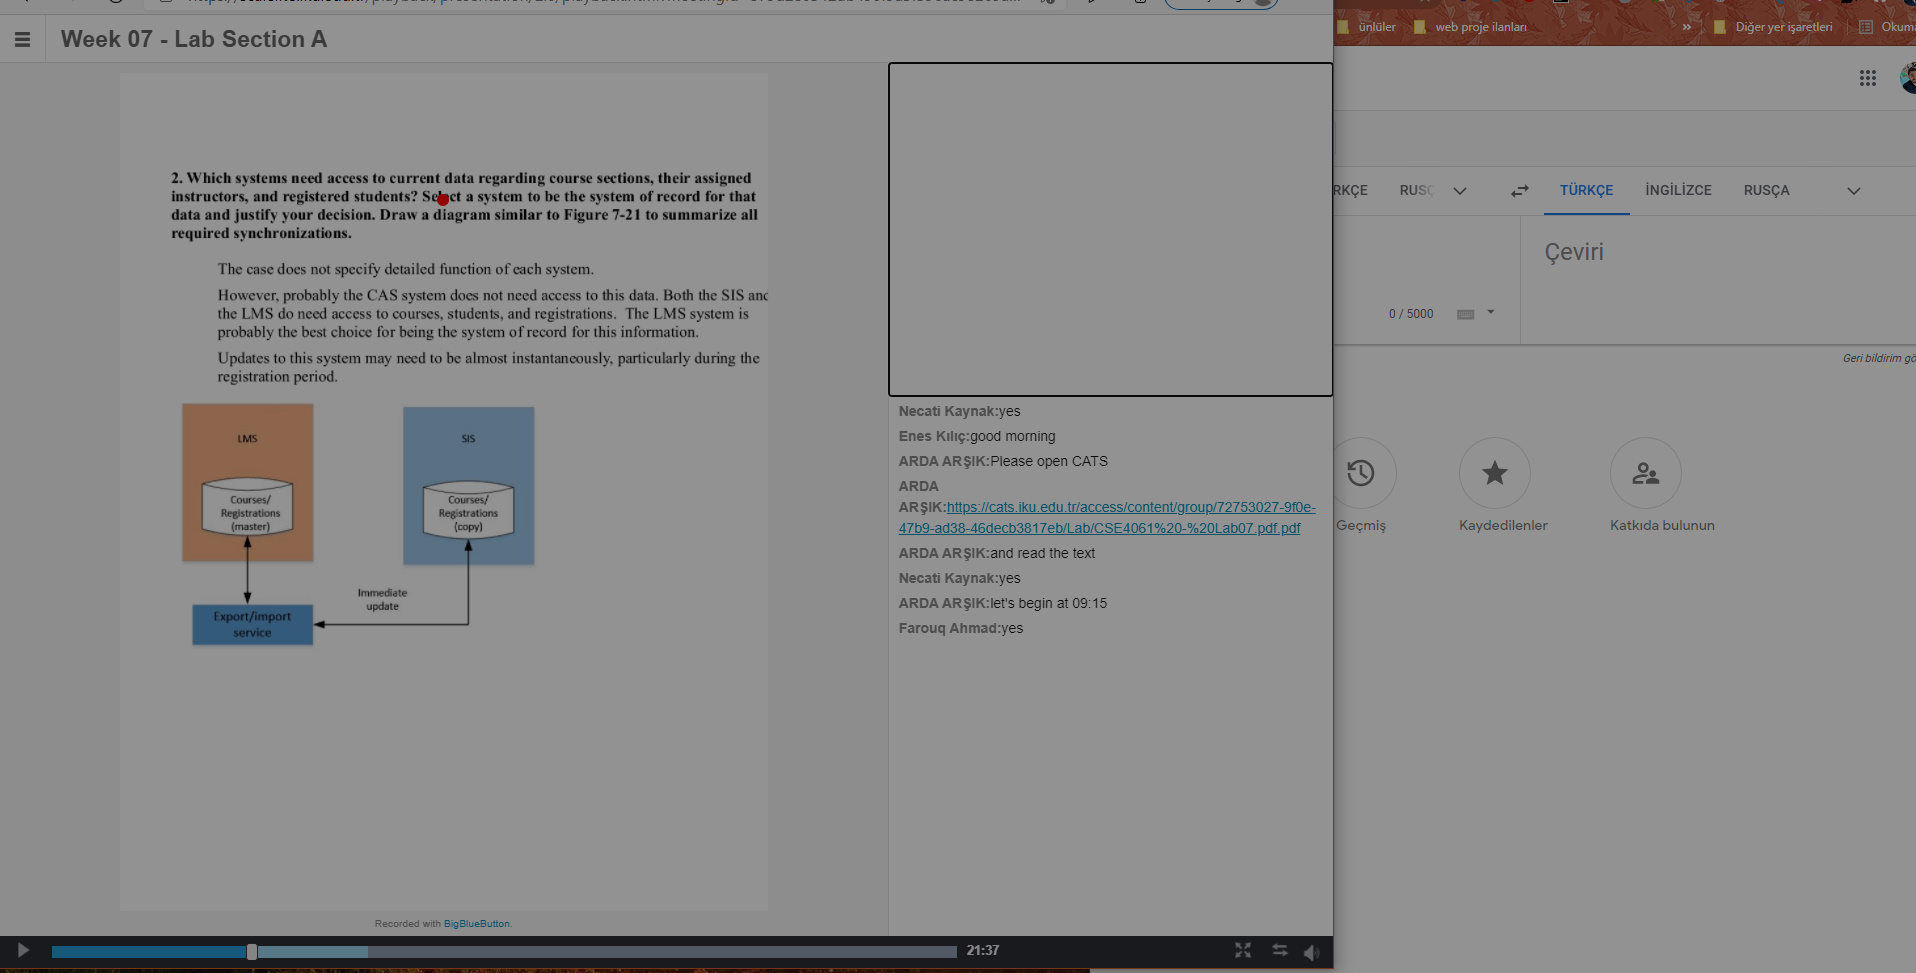 Week 07 - Lab Section A
2. Which systems need access to current data regarding course sections, their assigned
instructors, and registered students? Select a system to be the system of record for that
data and justify your decision. Draw a diagram similar to Figure 7-21 to summarize all
required synchronizations.
The case does not specify detailed function of each system.
However, probably the CAS system does not need access to this data. Both the SIS and
the LMS do need access to courses, students, and registrations. The LMS system is
probably the best choice for being the system of record for this information.
Updates to this system may need to be almost instantaneously, particularly during the
registration period.
LMS
Courses/
Registrations
(master)
SIS
Courses/
Registrations
(copy)
Immediate
update
Export/import
service
Recorded with BigBlueButton.
21:37
Necati Kaynak:yes
Enes Kılıç:good morning
ARDA ARŞIK:Please open CATS
ARDA
ARŞIK:https://cats.iku.edu.tr/access/content/group/72753027-9f0e-
47b9-ad38-46decb3817eb/Lab/CSE4061%20-%20Lab07.pdf.pdf
ARDA ARŞIK:and read the text
Necati Kaynak:yes
ARDA ARŞIK:let's begin at 09:15
Farouq Ahmad:yes
ünlüler
web proje ilanları
»
Diğer yer işaretleri
Okuma
RKÇE
RUSÇ
TÜRKÇE
İNGİLİZCE
RUSÇA
Çeviri
0 / 5000
Geri bildirim gö
Geçmiş
Kaydedilenler
Katkıda bulunun